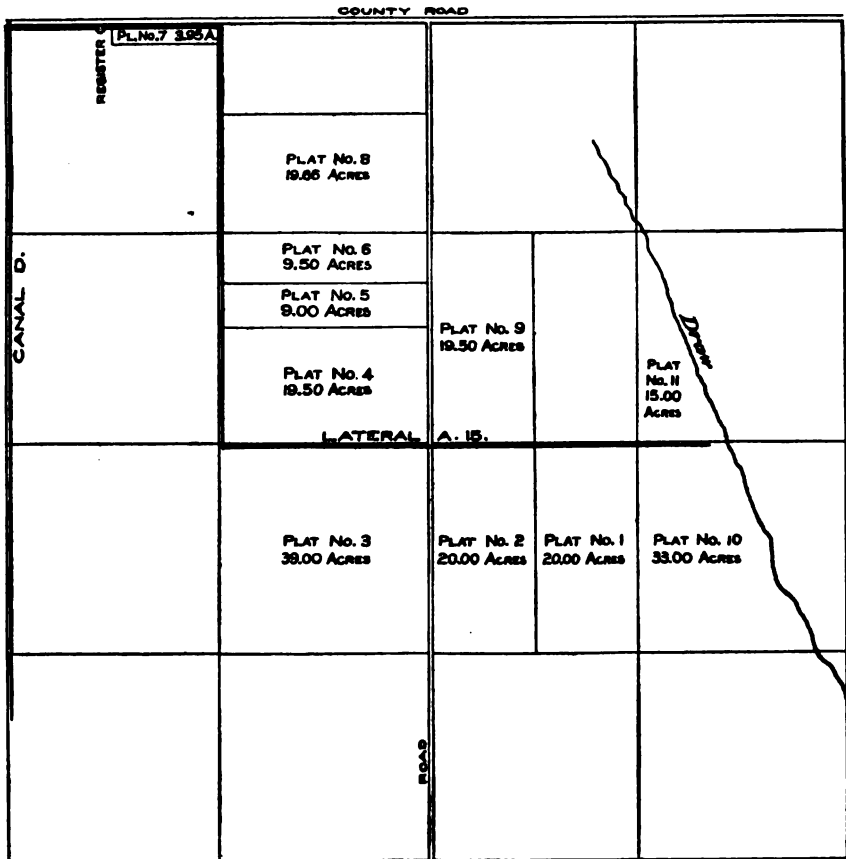 COUNTY ROAD
REGISTER
PL. No. 7 3.95 A.
PLAT No. 8
19.66 ACRES
PLAT No. 6
9.50 ACRES
CANAL D.
PLAT No. 5
9.00 ACRES
PLAT No. 9
19.50 ACRES
Draw
PLAT No. 4
19.50 ACRES
PLAT
No. 11
15.00
ACRES
LATERAL A. 15.
PLAT No. 3
39.00 ACRES
PLAT No. 2
20.00 ACRES
PLAT No. 1
20.00 ACRES
PLAT No. 10
33.00 ACRES
ROAD